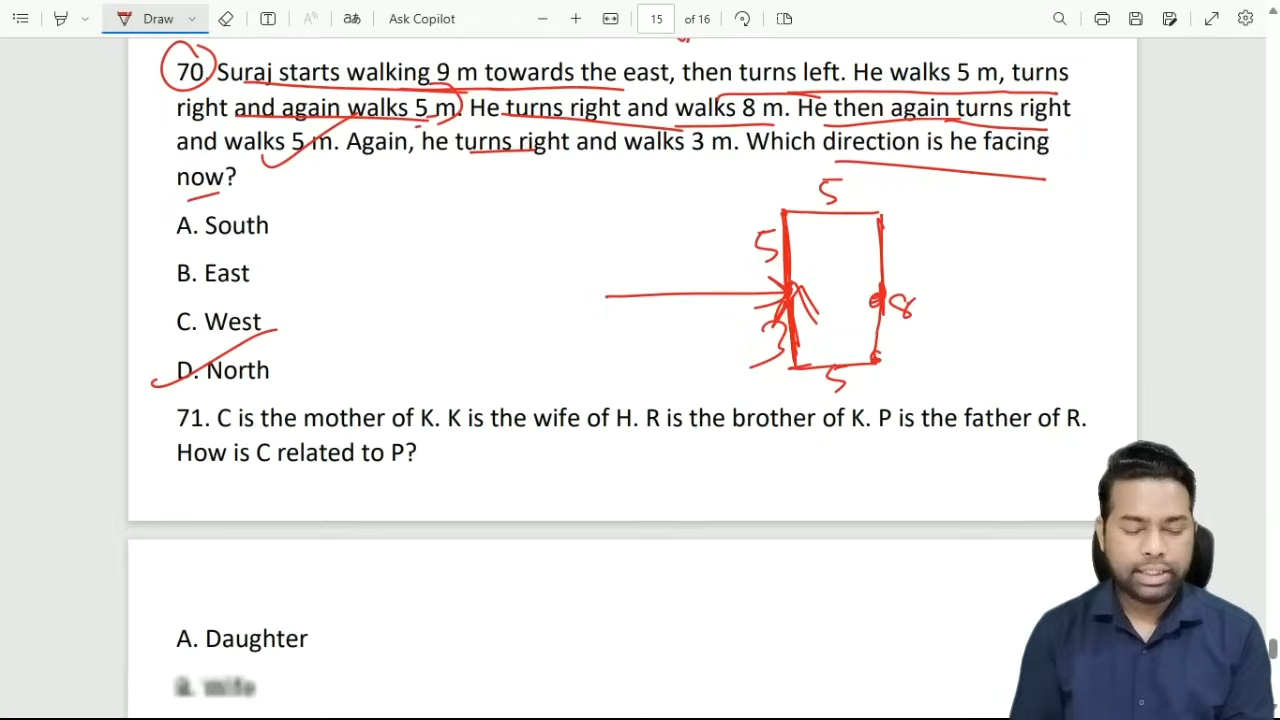 Draw
Ask Copilot
15 of 16
70. Suraj starts walking 9 m towards the east, then turns left. He walks 5 m, turns
right and again walks 5 m. He turns right and walks 8 m. He then again turns right
and walks 5 m. Again, he turns right and walks 3 m. Which direction is he facing
now?
A. South
B. East
C. West
D. North
5
5
8
3
5
71. C is the mother of K. K is the wife of H. R is the brother of K. P is the father of R.
How is C related to P?
A. Daughter
B. Wife